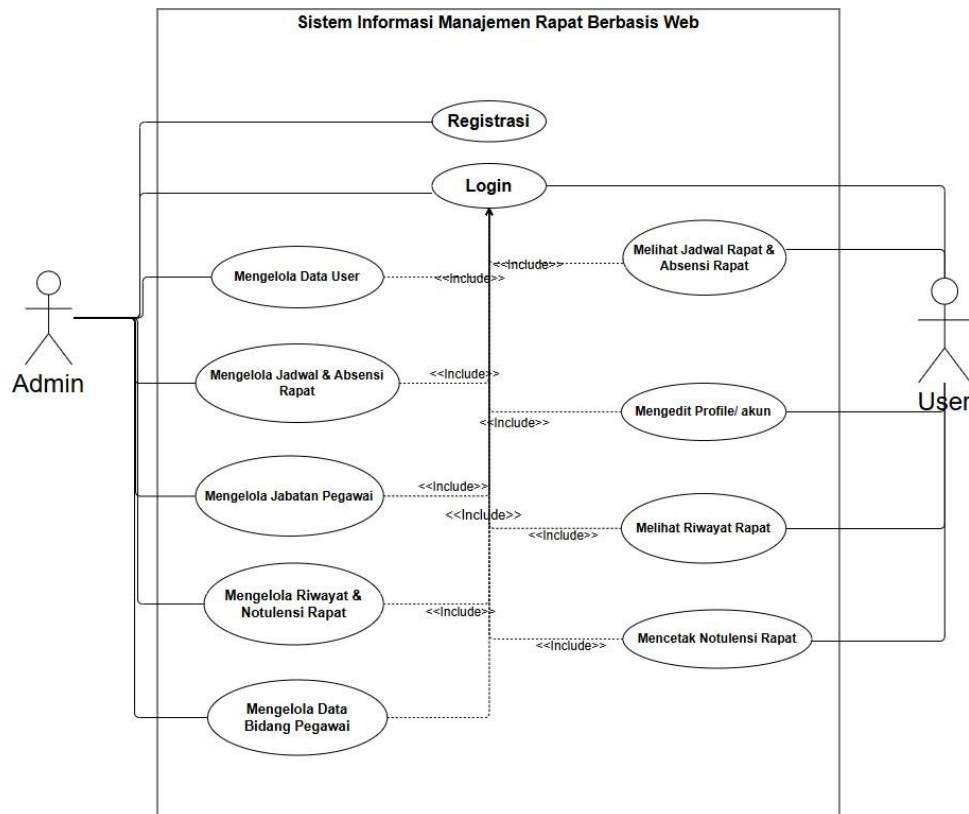 Sistem Informasi Manajemen Rapat Berbasis Web
Registrasi
Login
Melihat Jadwal Rapat &
Absensi Rapat
<<Include>>
Mengelola Data User
<<Include>>
Admin
User
Mengelola Jadwal & Absensi
Rapat
<<Include>>
Mengedit Profile/ akun
<<Include>>
Mengelola Jabatan Pegawai
<<Include>>
<<Include>>
Melihat Riwayat Rapat
<<Include>>
Mengelola Riwayat &
Notulensi Rapat
<<Include>>
Mencetak Notulensi Rapat
<<Include>>
Mengelola Data
Bidang Pegawai